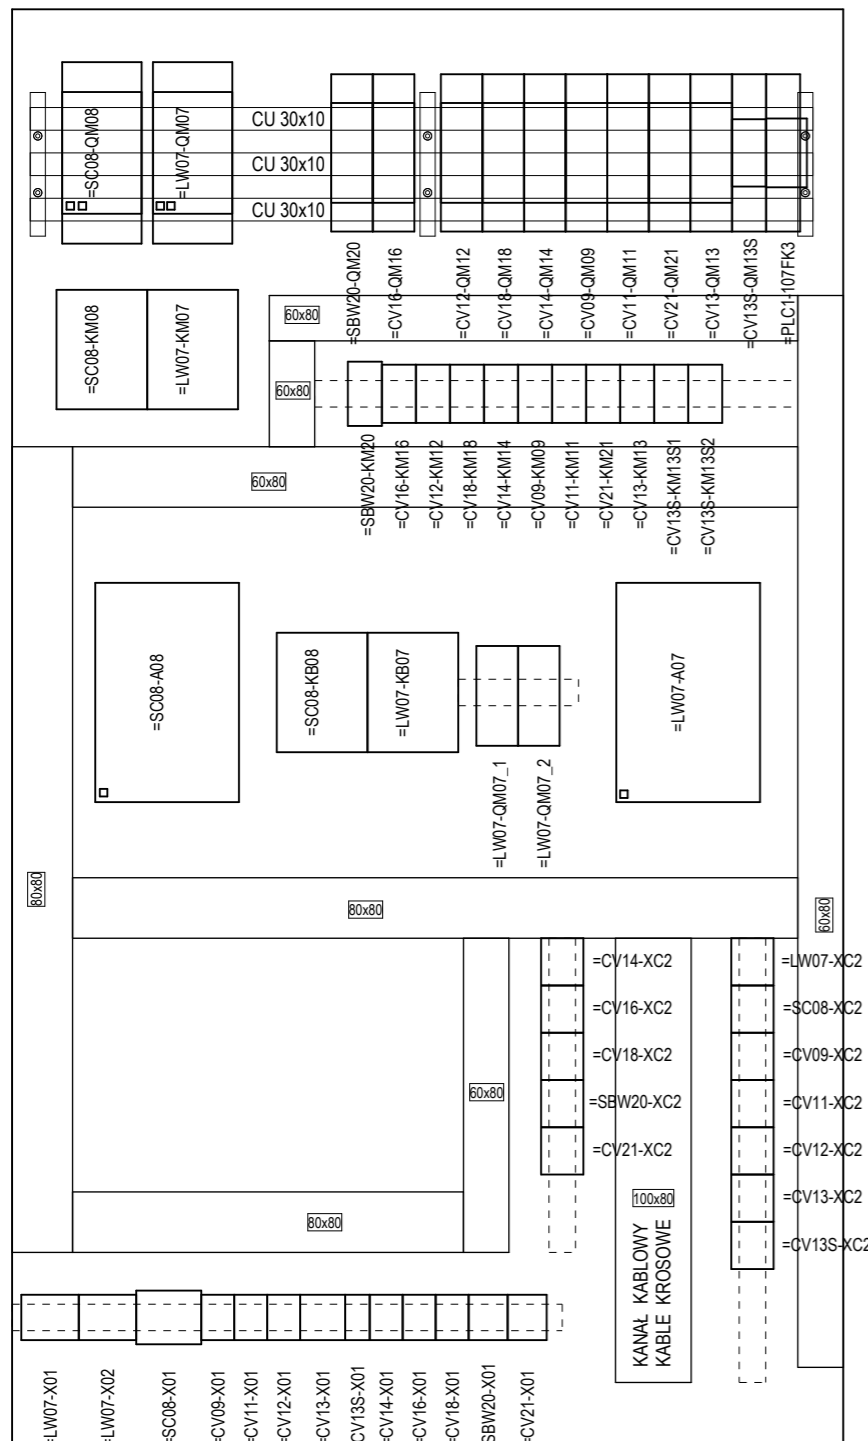 =SC08-QM08
=LW07-QM07
CU 30x10
CU 30x10
CU 30x10
=SBW20-QM20
=CV16-QM16
=CV12-QM12
=CV18-QM18
=CV14-QM14
=CV09-QM09
=CV11-QM11
=CV21-QM21
=CV13-QM13
=CV13S-QM13S
=PLC1-107FK3
=SC08-KM08
=LW07-KM07
60x80
60x80
=SBW20-KM20
=CV16-KM16
=CV12-KM12
=CV18-KM18
=CV14-KM14
=CV09-KM09
=CV11-KM11
=CV21-KM21
=CV13-KM13
=CV13S-KM13S1
=CV13S-KM13S2
60x80
=SC08-A08
=SC08-KB08
=LW07-KB07
=LW07-QM07_1
=LW07-QM07_2
=LW07-A07
80x80
80x80
60x80
=CV14-XC2
=CV16-XC2
=CV18-XC2
=SBW20-XC2
=CV21-XC2
=LW07-XC2
=SC08-XC2
=CV09-XC2
=CV11-XC2
=CV12-XC2
=CV13-XC2
=CV13S-XC2
60x80
80x80
100x80
KANAŁ KABLOWY
KABLE KROSOWE
=LW07-X01
=LW07-X02
=SC08-X01
=CV09-X01
=CV11-X01
=CV12-X01
=CV13-X01
CV13S-X01
=CV14-X01
=CV16-X01
=CV18-X01
SBW20-X01
=CV21-X01